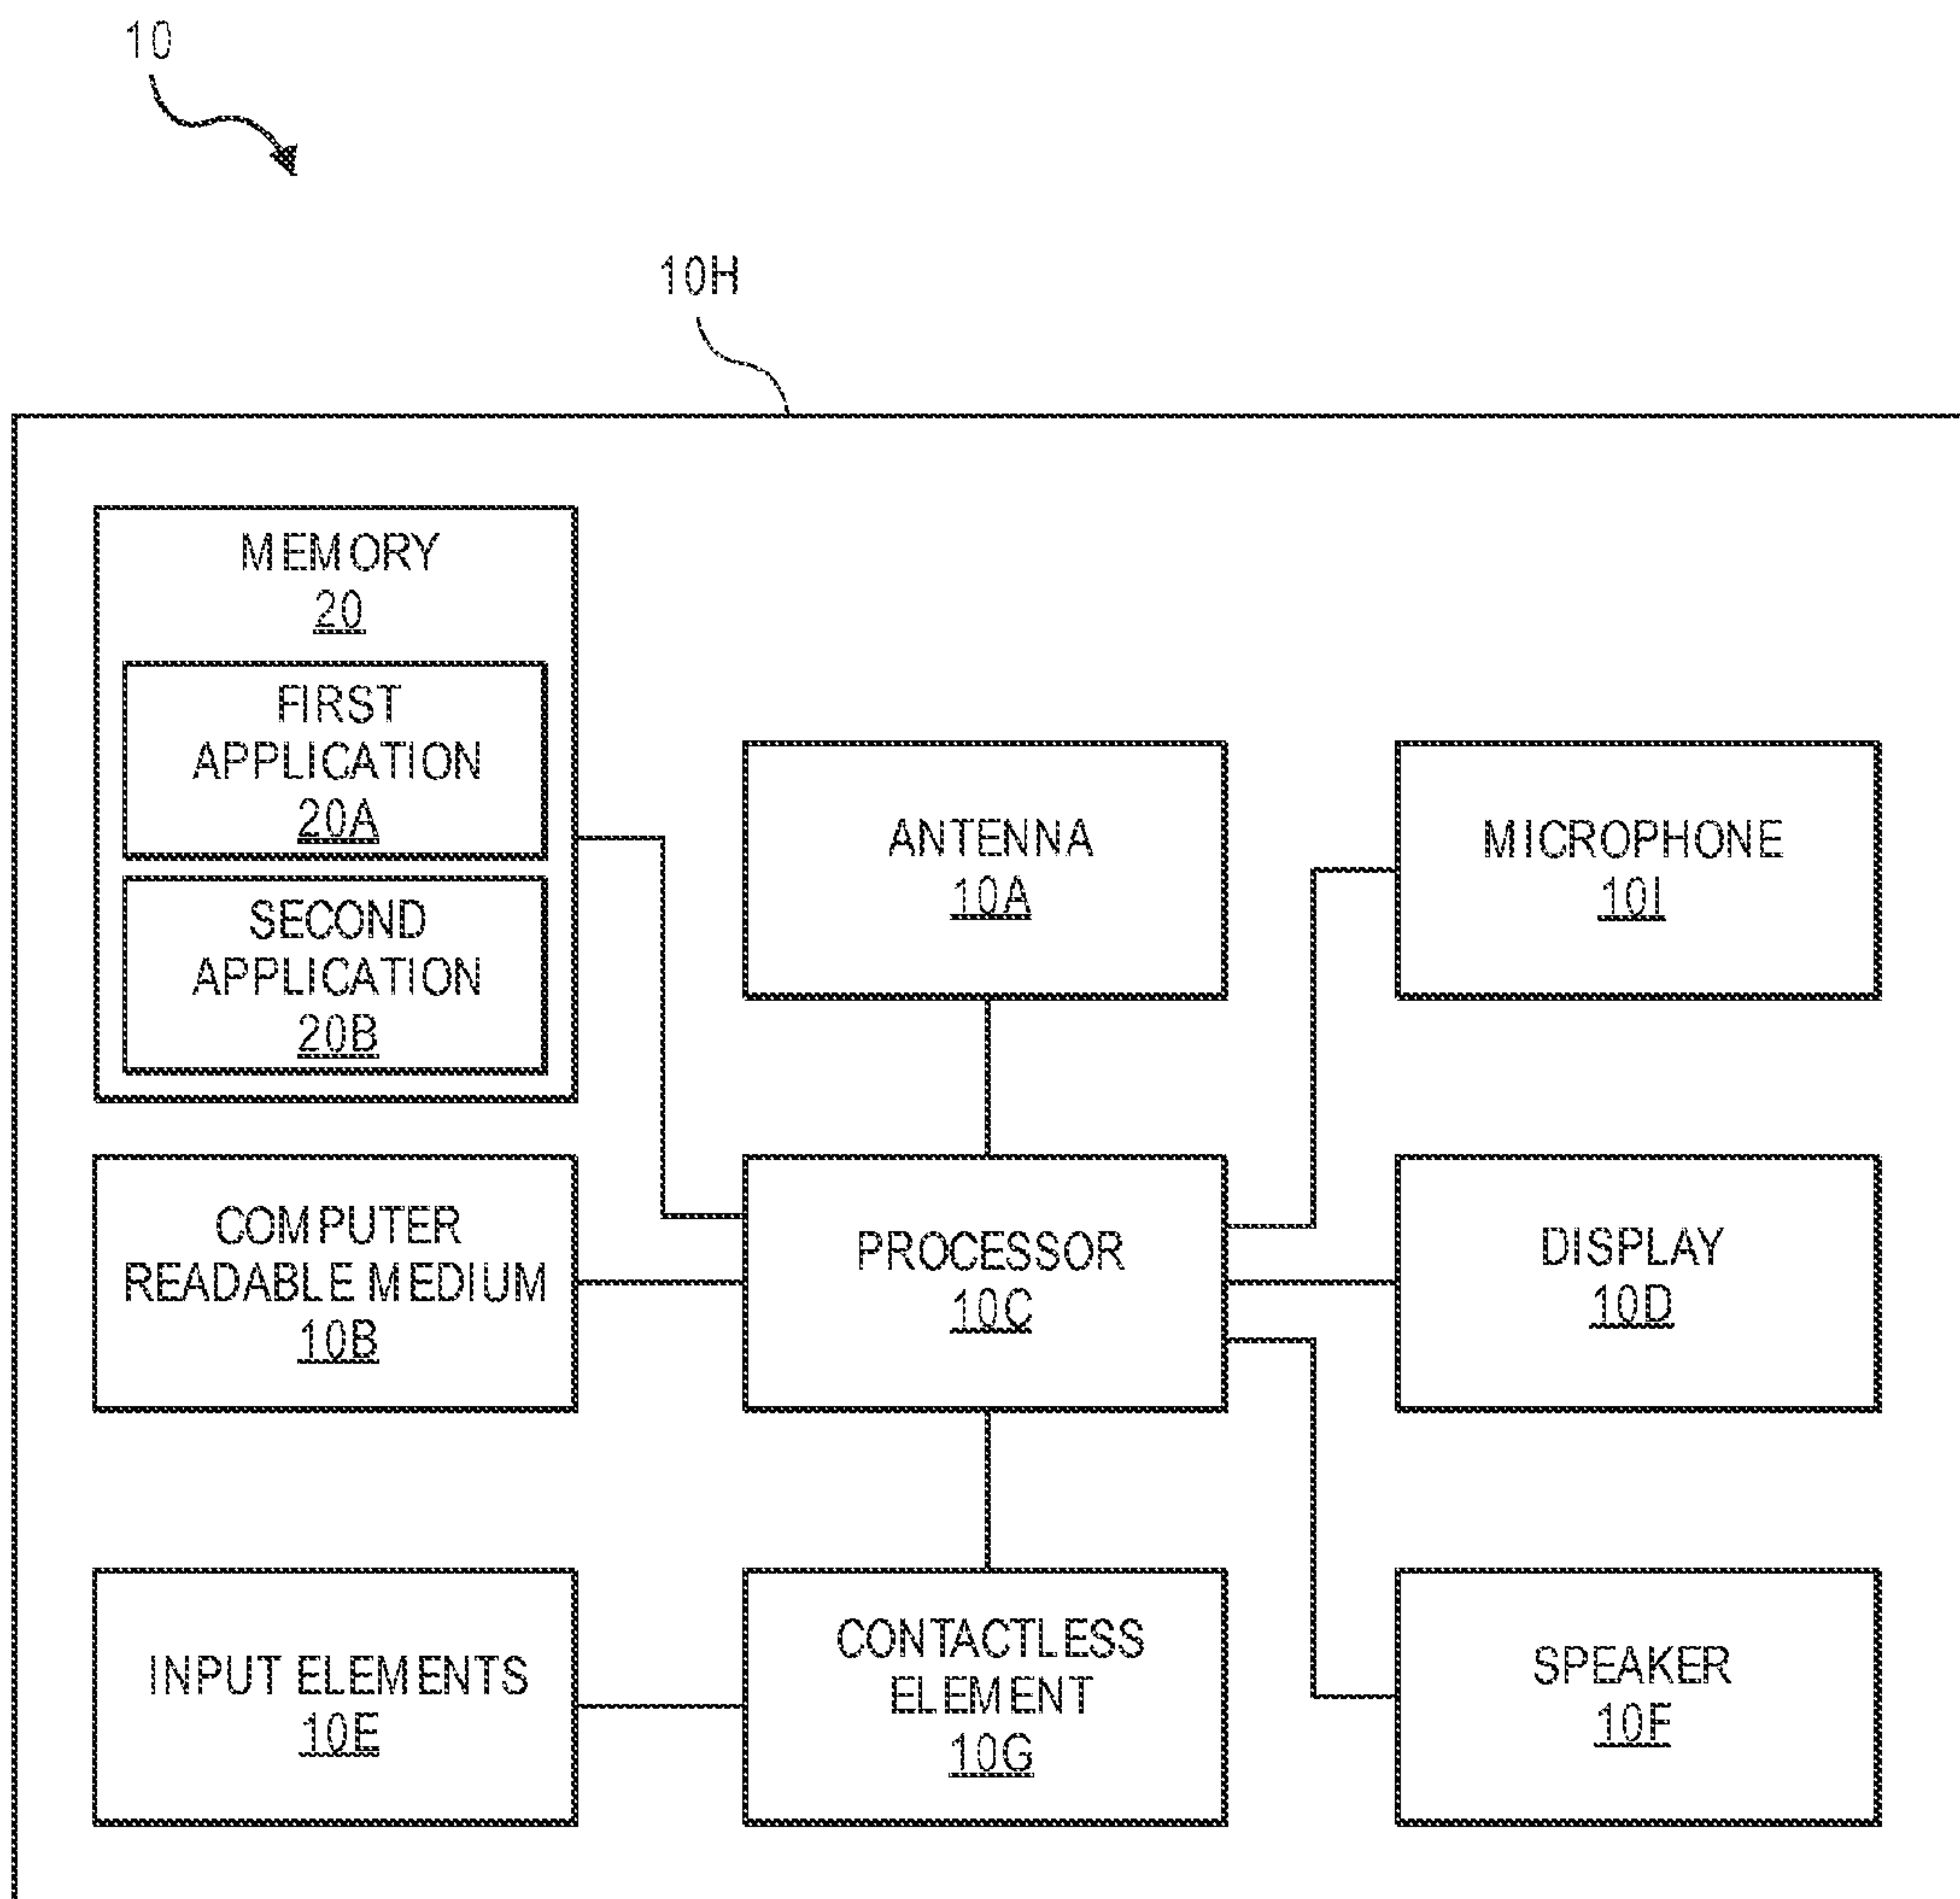 10
10H
MEMORY
20
FIRST
APPLICATION
20A
SECOND
APPLICATION
20B
ANTENNA
10A
MICROPHONE
10I
COMPUTER
READABLE MEDIUM
10B
PROCESSOR
10C
DISPLAY
10D
INPUT ELEMENTS
10E
CONTACTLESS
ELEMENT
10G
SPEAKER
10F